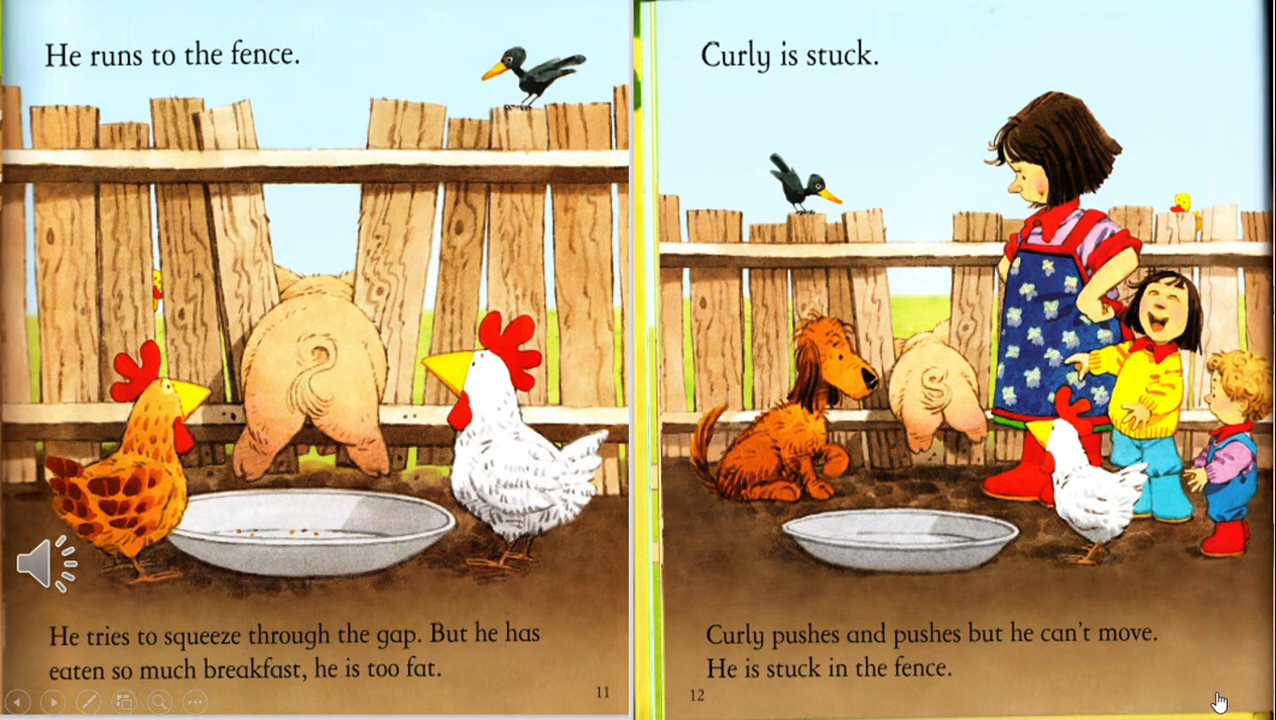 He runs to the fence.
He tries to squeeze through the gap. But he has
eaten so much breakfast, he is too fat.
11
Curly is stuck.
Curly pushes and pushes but he can't move.
He is stuck in the fence.
12